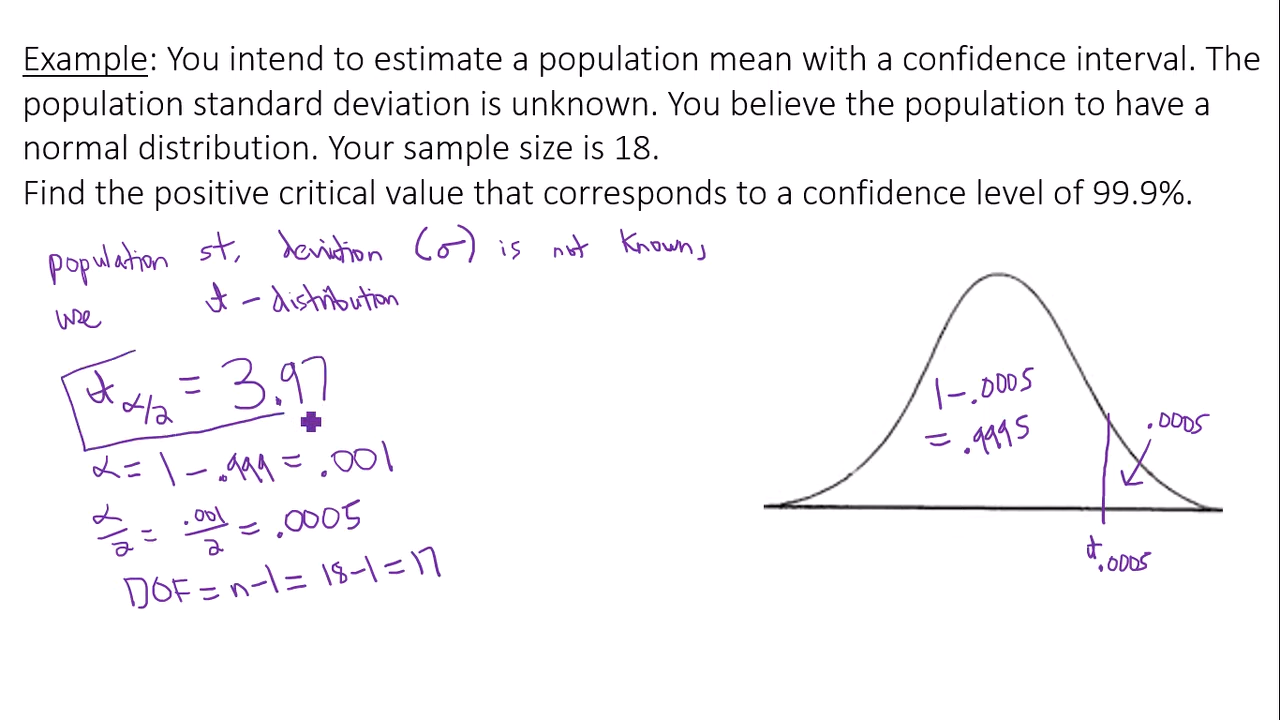 Example: You intend to estimate a population mean with a confidence interval. The
population standard deviation is unknown. You believe the population to have a
normal distribution. Your sample size is 18.
Find the positive critical value that corresponds to a confidence level of 99.9%.
population st. deviation (σ) is not known,
use t - distribution
t α/2 = 3.97
α = 1 - .999 = .001
α/2 = .001/2 = .0005
DOF = n-1 = 18-1 = 17
1-.0005
= .9995
.0005
t .0005